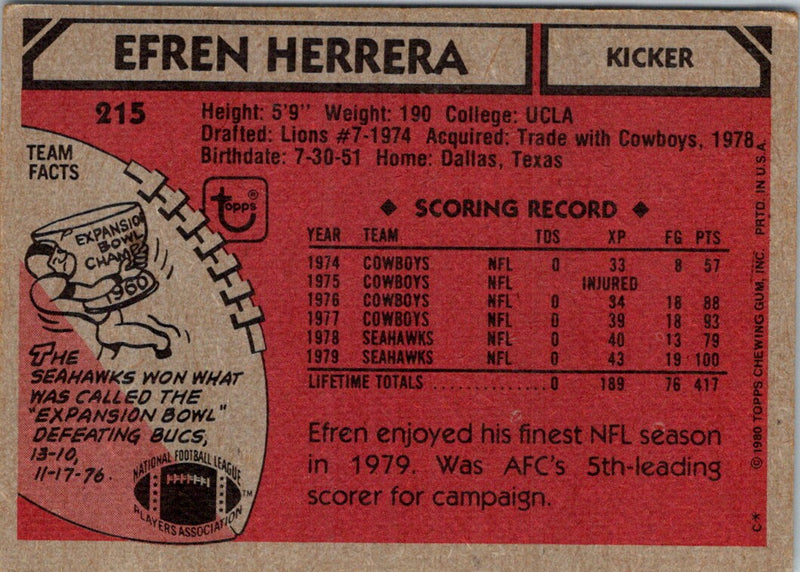 EFREN HERRERA
KICKER
215
Height: 5'9" Weight: 190 College: UCLA
Drafted: Lions #7-1974 Acquired: Trade with Cowboys, 1978
Birthdate: 7-30-51 Home: Dallas, Texas
TEAM
FACTS
EXPANSION
BOWL
CHAMP
1960
topps ®
◆ SCORING RECORD ◆
YEAR TEAM TDS XP FG PTS
1974 COWBOYS NFL 0 33 8 57
1975 COWBOYS NFL INJURED
1976 COWBOYS NFL 0 34 18 88
1977 COWBOYS NFL 0 39 18 93
1978 SEAHAWKS NFL 0 40 13 79
1979 SEAHAWKS NFL 0 43 19 100
LIFETIME TOTALS 0 189 76 417
THE
SEAHAWKS WON WHAT
WAS CALLED THE
"EXPANSION BOWL"
DEFEATING BUCS,
13-10,
11-17-76.
NATIONAL FOOTBALL LEAGUE
PLAYERS ASSOCIATION
™
Efren enjoyed his finest NFL season
in 1979. Was AFC's 5th-leading
scorer for campaign.
© 1980 TOPPS CHEWING GUM, INC. PRTD. IN U.S.A.
C*